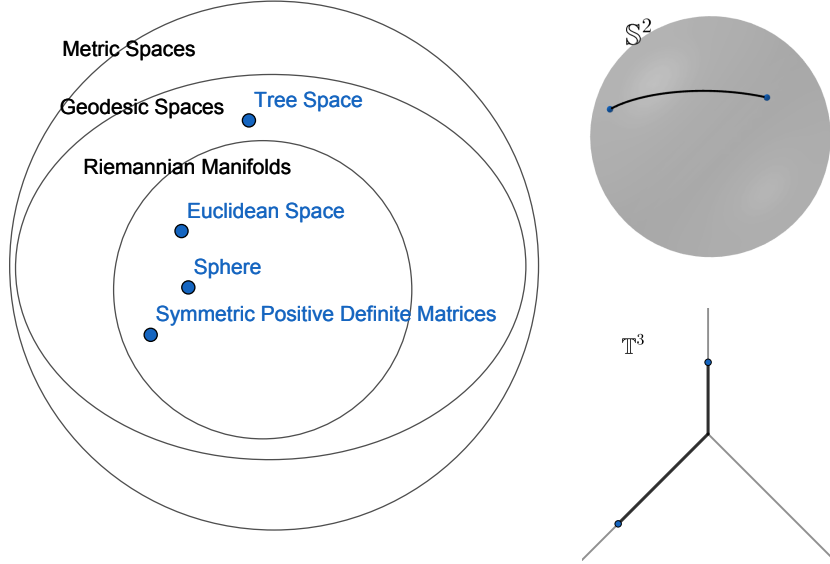 Metric Spaces
Geodesic Spaces
Tree Space
Riemannian Manifolds
Euclidean Space
Sphere
Symmetric Positive Definite Matrices
𝕊²
𝕋³